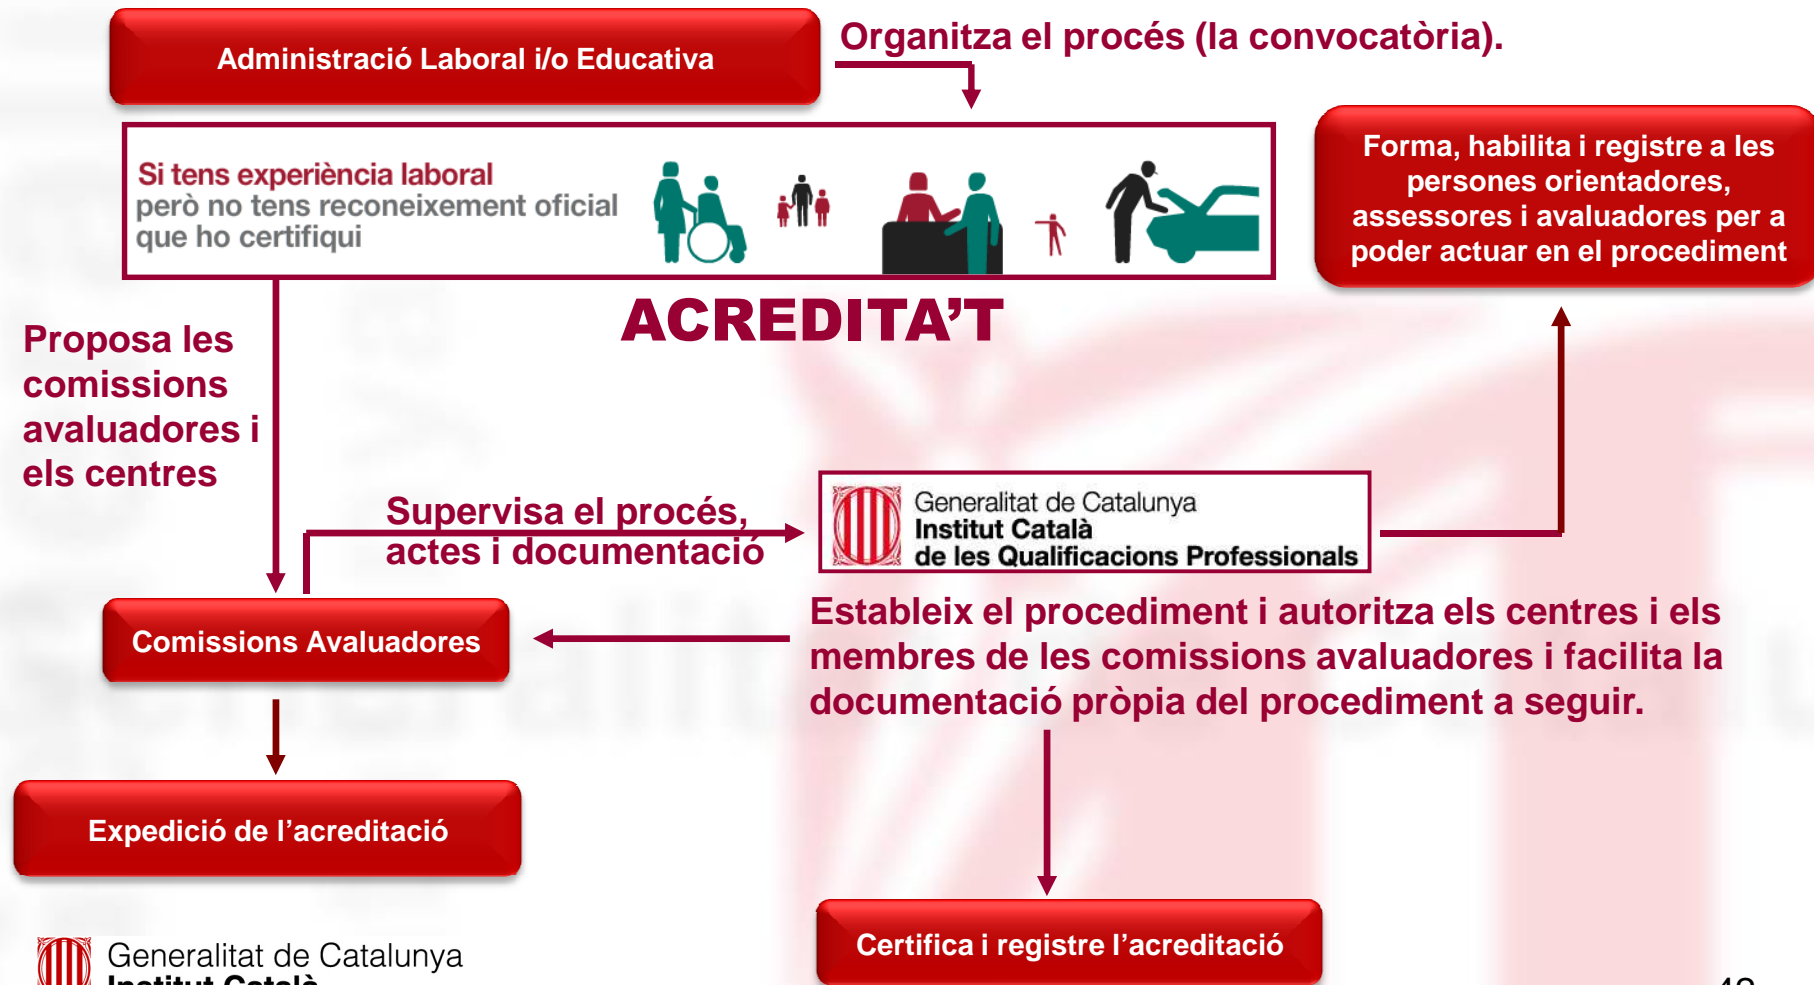 Administració Laboral i/o Educativa
Organitza el procés (la convocatòria).
Si tens experiència laboral
però no tens reconeixement oficial
que ho certifiqui
Forma, habilita i registre a les
persones orientadores,
assessores i avaluadores per a
poder actuar en el procediment
ACREDITA’T
Proposa les
comissions
avaluadores i
els centres
Supervisa el procés,
actes i documentació
Generalitat de Catalunya
Institut Català
de les Qualificacions Professionals
Comissions Avaluadores
Estableix el procediment i autoritza els centres i els
membres de les comissions avaluadores i facilita la
documentació pròpia del procediment a seguir.
Expedició de l’acreditació
Certifica i registre l’acreditació
Generalitat de Catalunya
Institut Català